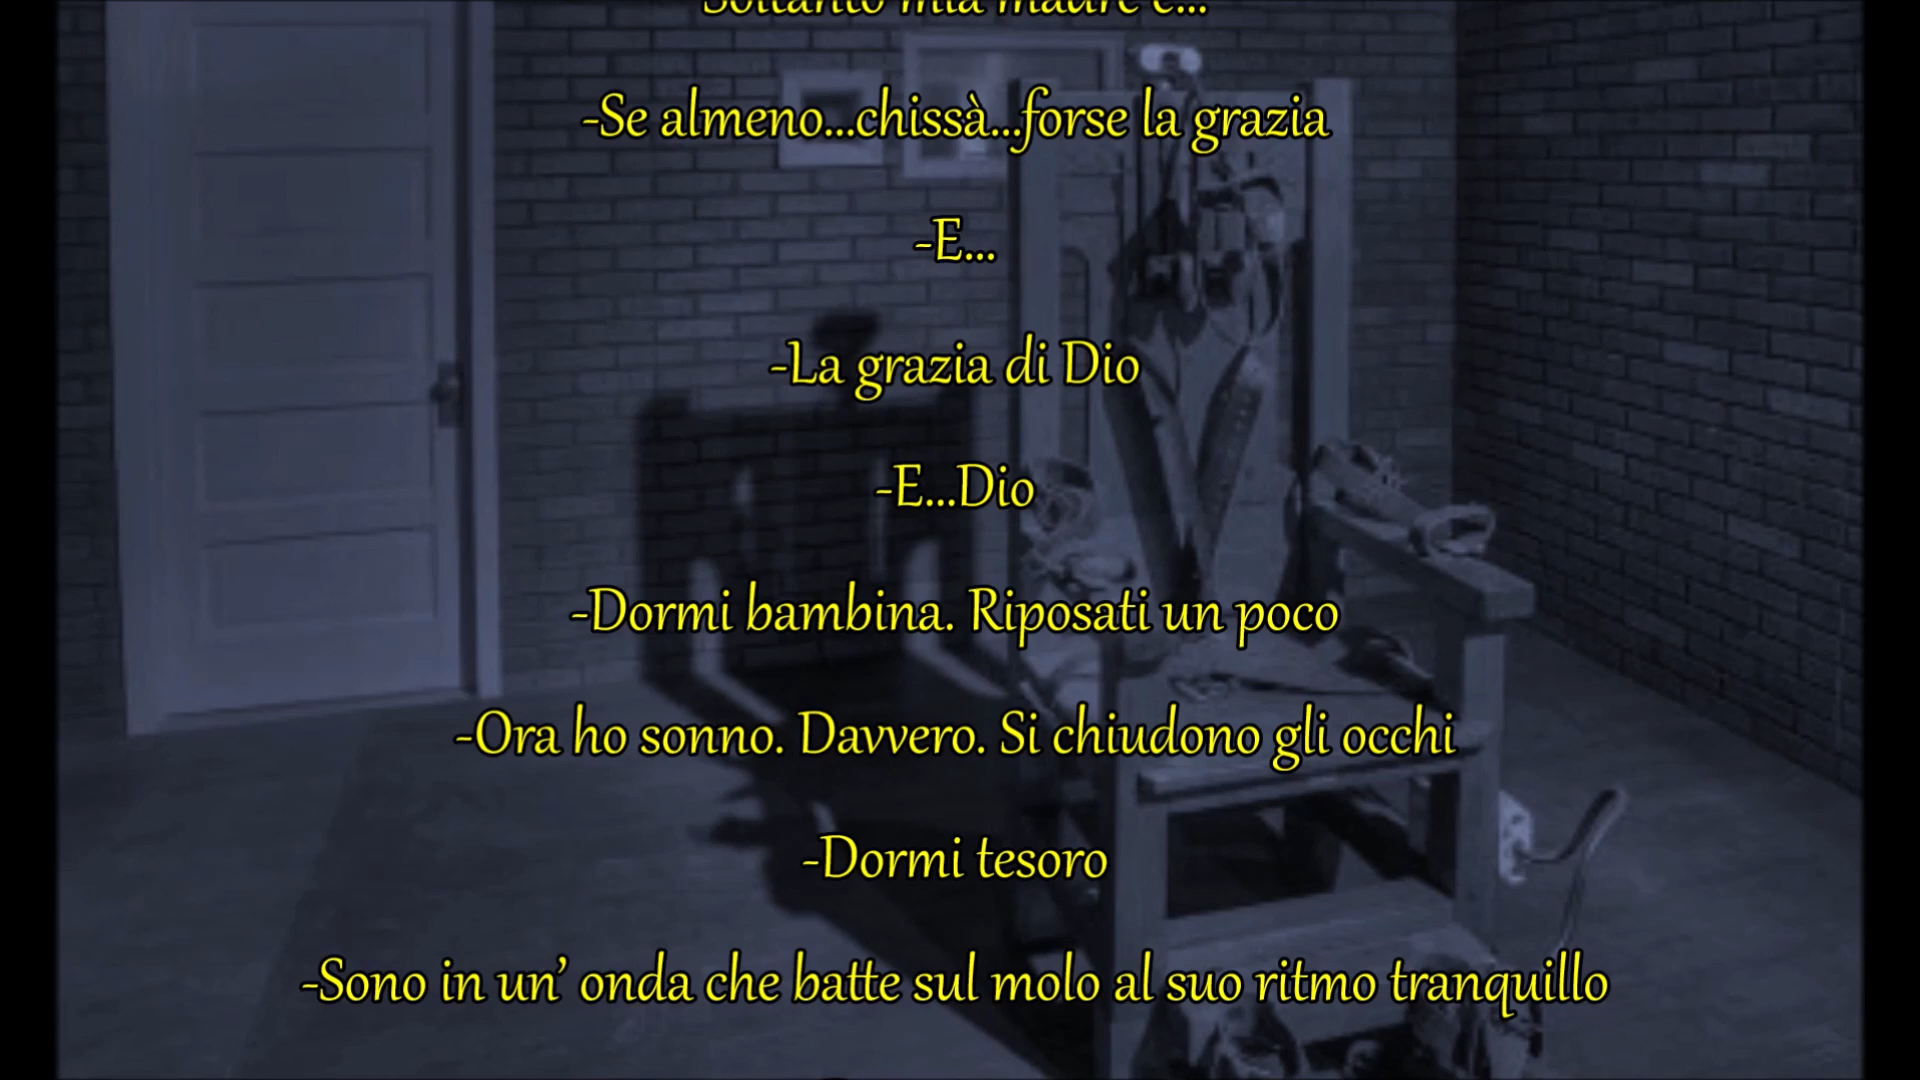 Soltanto mia madre è...
-Se almeno...chissà...forse la grazia
-E...
-La grazia di Dio
-E...Dio
-Dormi bambina. Riposati un poco
-Ora ho sonno. Davvero. Si chiudono gli occhi
-Dormi tesoro
-Sono in un’ onda che batte sul molo al suo ritmo tranquillo